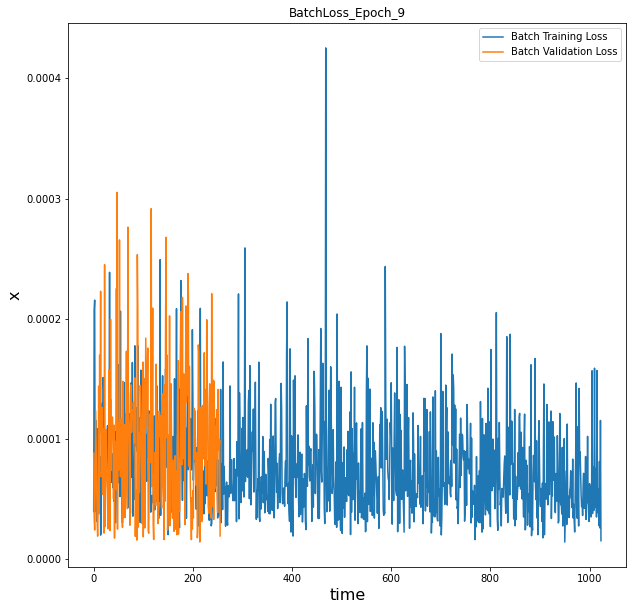 BatchLoss_Epoch_9
Batch Training Loss
Batch Validation Loss
0.0004
0.0003
0.0002
0.0001
0.0000
x
0
200
400
600
800
1000
time